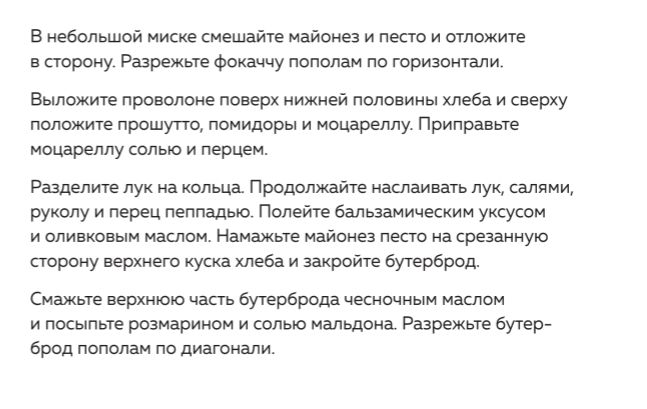 В небольшой миске смешайте майонез и песто и отложите
в сторону. Разрежьте фокаччу пополам по горизонтали.
Выложите проволоне поверх нижней половины хлеба и сверху
положите прошутто, помидоры и моцареллу. Приправьте
моцареллу солью и перцем.
Разделите лук на кольца. Продолжайте наслаивать лук, салями,
руколу и перец пеппадью. Полейте бальзамическим уксусом
и оливковым маслом. Намажьте майонез песто на срезанную
сторону верхнего куска хлеба и закройте бутерброд.
Смажьте верхнюю часть бутерброда чесночным маслом
и посыпьте розмарином и солью мальдона. Разрежьте бутер-
брод пополам по диагонали.